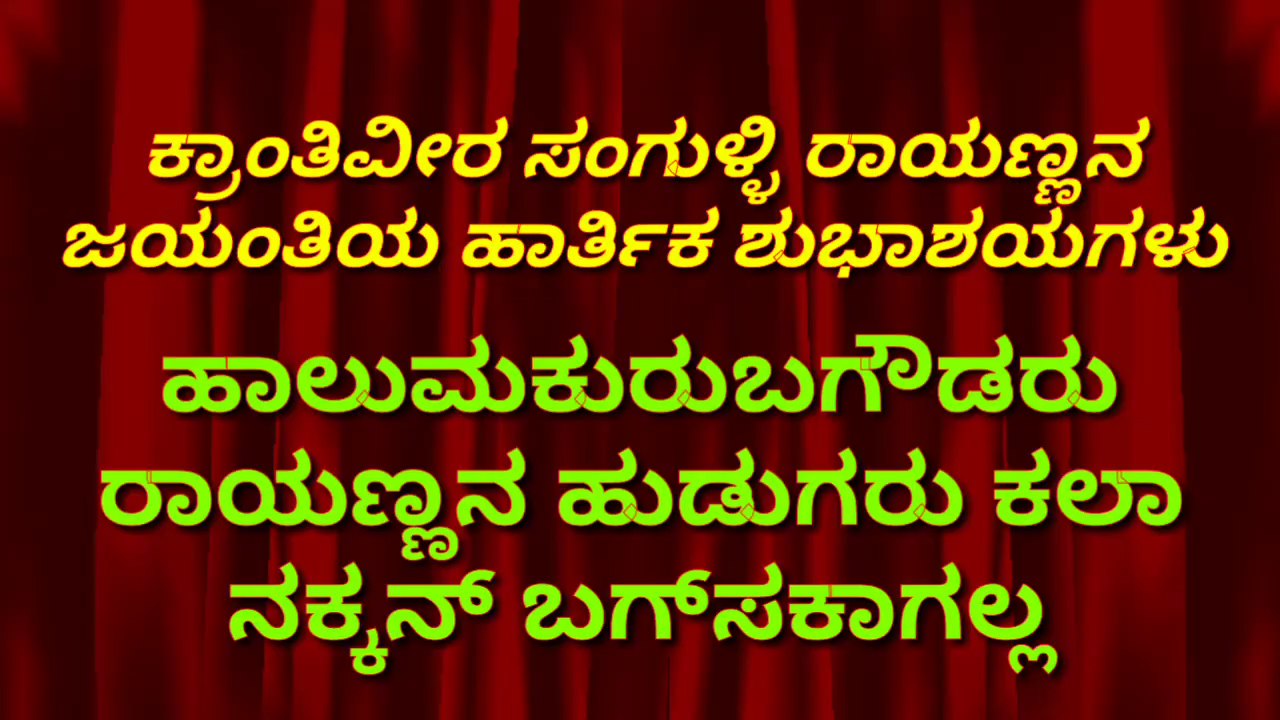 ಕ್ರಾಂತಿವೀರ ಸಂಗುಳ್ಳಿ ರಾಯಣ್ಣನ
ಜಯಂತಿಯ ಹಾರ್ತಿಕ ಶುಭಾಶಯಗಳು
ಹಾಲುಮಕುರುಬಗೌಡರು
ರಾಯಣ್ಣನ ಹುಡುಗರು ಕಲಾ
ನಕ್ಕನ್ ಬಗ್‌ಸಕಾಗಲ್ಲ